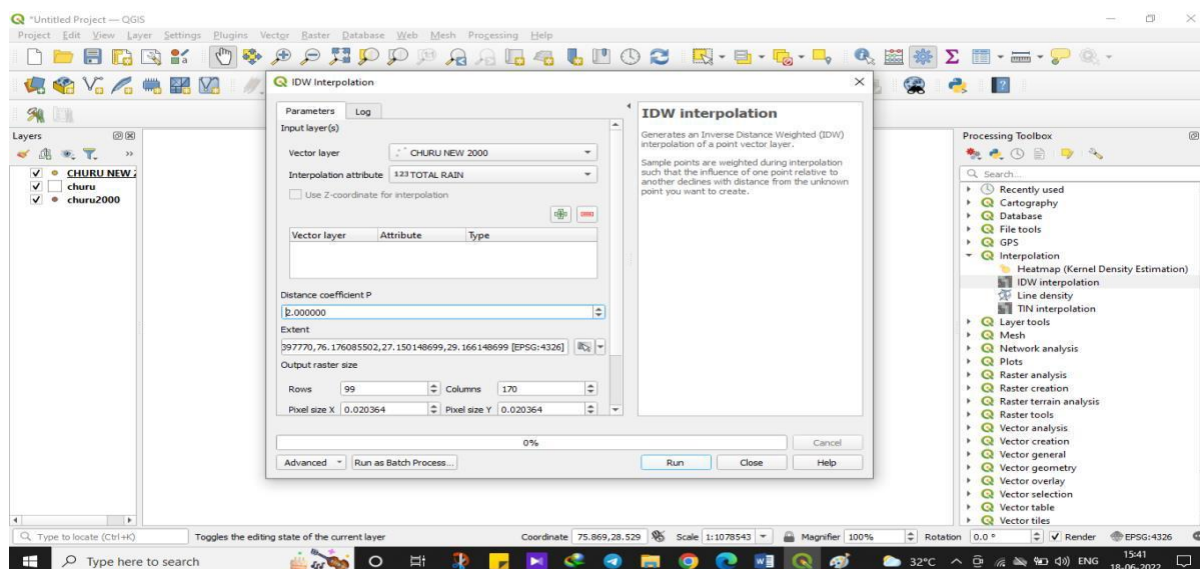 *Untitled Project — QGIS
Project Edit View Layer Settings Plugins Vector Raster Database Web Mesh Processing Help
IDW Interpolation
Parameters Log
Input layer(s)
Vector layer CHURU NEW 2000
Interpolation attribute 123 TOTAL RAIN
Use Z-coordinate for interpolation
Vector layer Attribute Type
Distance coefficient P
2.000000
Extent
397770,76.176085502,27.150148699,29.166148699 [EPSG:4326]
Output raster size
Rows 99 Columns 170
Pixel size X 0.020364 Pixel size Y 0.020364
0% Cancel
Advanced Run as Batch Process... Run Close Help
IDW interpolation
Generates an Inverse Distance Weighted (IDW)
interpolation of a point vector layer.
Sample points are weighted during interpolation
such that the influence of one point relative to
another declines with distance from the unknown
point you want to create.
Layers
CHURU NEW 2
churu
churu2000
Processing Toolbox
Search...
Recently used
Cartography
Database
File tools
GPS
Interpolation
Heatmap (Kernel Density Estimation)
IDW interpolation
Line density
TIN interpolation
Layer tools
Mesh
Network analysis
Plots
Raster analysis
Raster creation
Raster terrain analysis
Raster tools
Vector analysis
Vector creation
Vector general
Vector geometry
Vector overlay
Vector selection
Vector table
Vector tiles
Type to locate (Ctrl+K) Toggles the editing state of the current layer Coordinate 75.869,28.529 Scale 1:1078543 Magnifier 100% Rotation 0.0 ° Render EPSG:4326
Type here to search 32°C ENG 15:41
18-06-2022